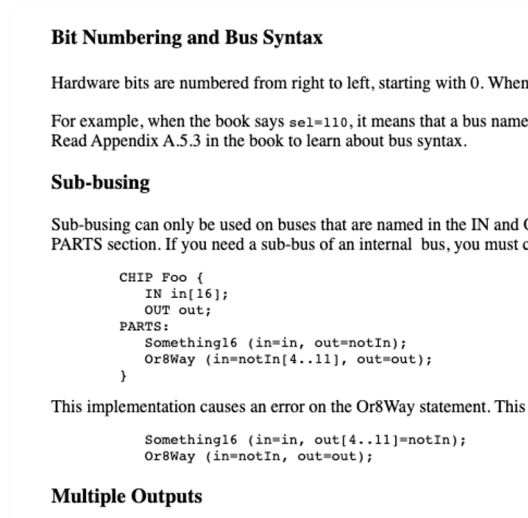 Bit Numbering and Bus Syntax
Hardware bits are numbered from right to left, starting with 0. When
For example, when the book says sel=110, it means that a bus name
Read Appendix A.5.3 in the book to learn about bus syntax.
Sub-busing
Sub-busing can only be used on buses that are named in the IN and
PARTS section. If you need a sub-bus of an internal bus, you must
CHIP Foo {
IN in[16];
OUT out;
PARTS:
Something16 (in=in, out=notIn);
Or8Way (in=notIn[4..11], out=out);
}
This implementation causes an error on the Or8Way statement. This
Something16 (in=in, out[4..11]=notIn);
Or8Way (in=notIn, out=out);
Multiple Outputs